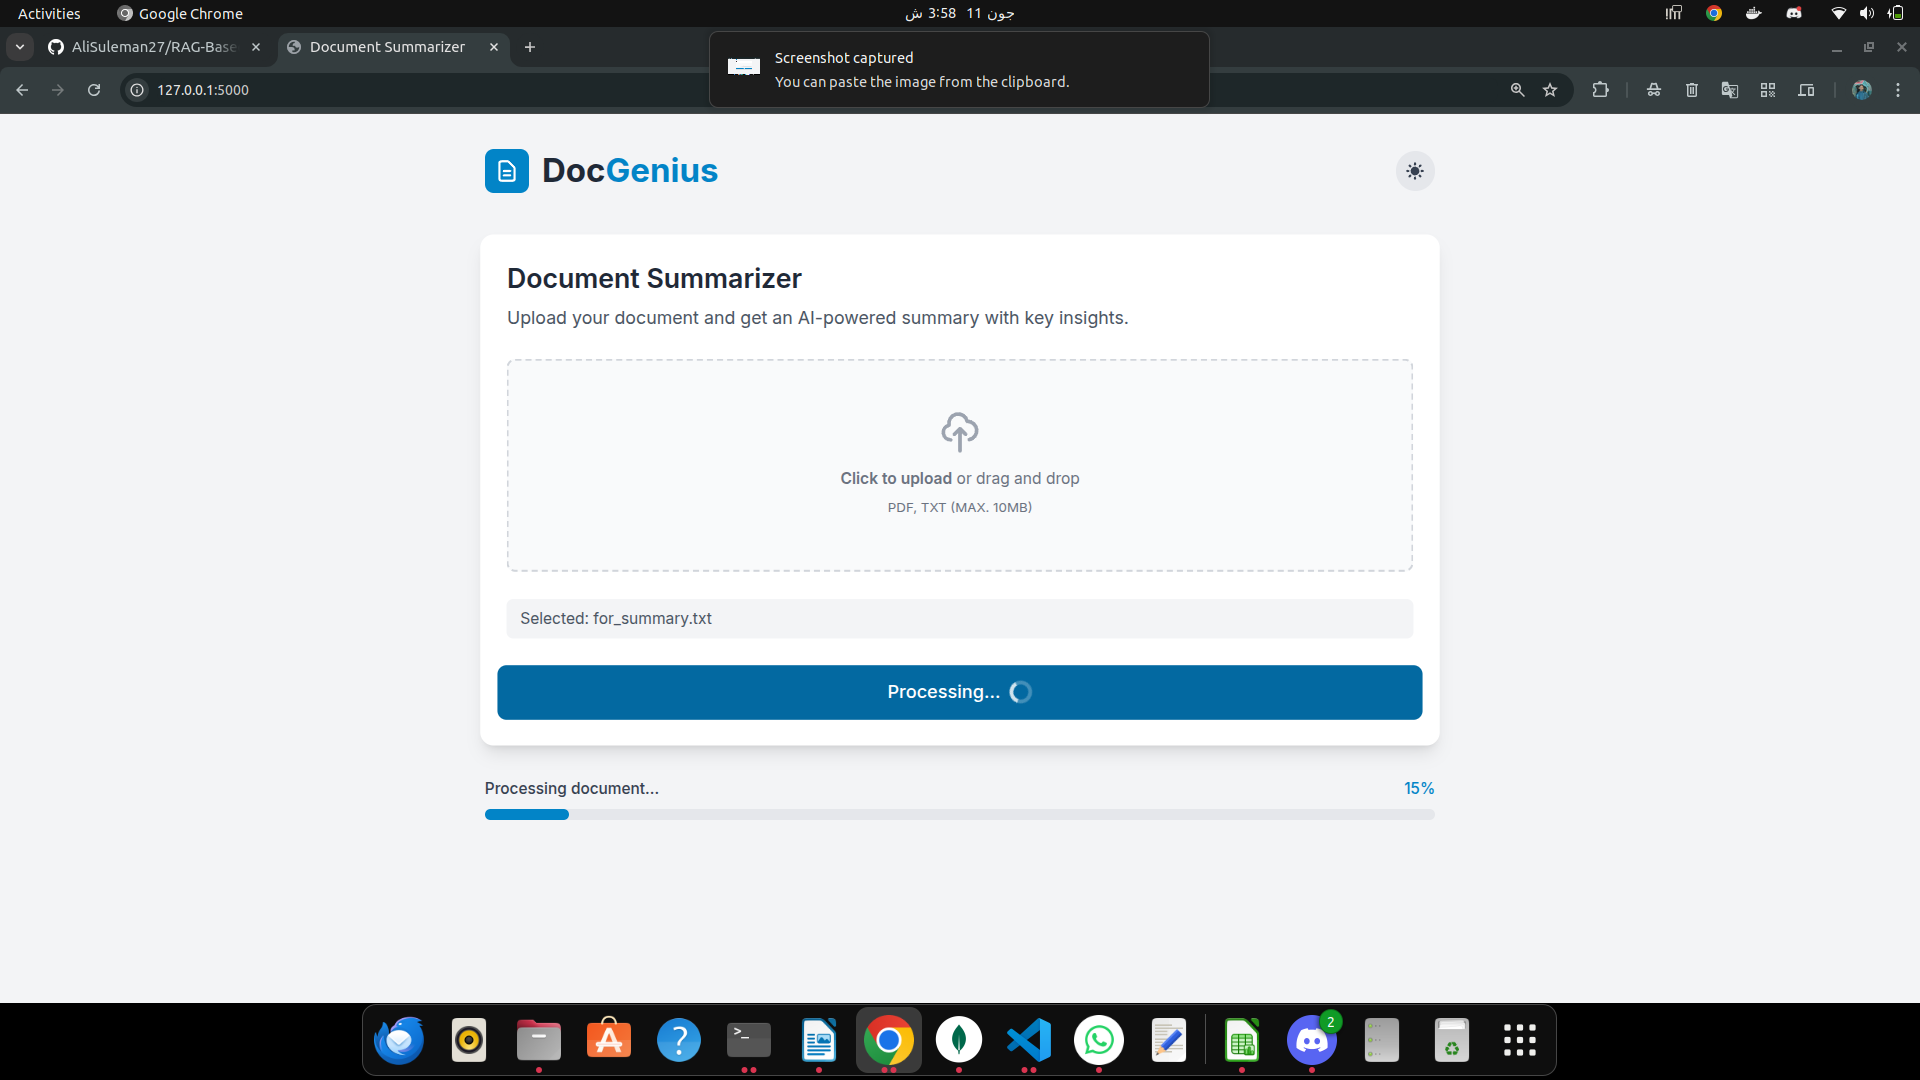 Activities
Google Chrome
جون 11  3:58 ش
AliSuleman27/RAG-Base
Document Summarizer
Screenshot captured
You can paste the image from the clipboard.
127.0.0.1:5000
DocGenius
Document Summarizer
Upload your document and get an AI-powered summary with key insights.
Click to upload or drag and drop
PDF, TXT (MAX. 10MB)
Selected: for_summary.txt
Processing...
Processing document...
15%
2